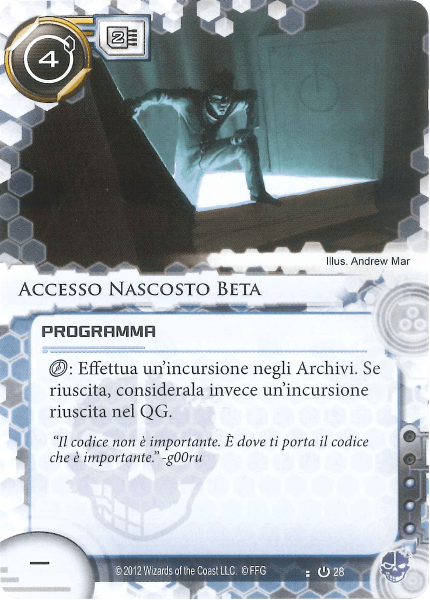 4
2
Illus. Andrew Mar
Accesso Nascosto Beta
PROGRAMMA
: Effettua un'incursione negli Archivi. Se
riuscita, considerala invece un'incursione
riuscita nel QG.
"Il codice non è importante. È dove ti porta il codice
che è importante." -g00ru
–
© 2012 Wizards of the Coast LLC. © FFG
28